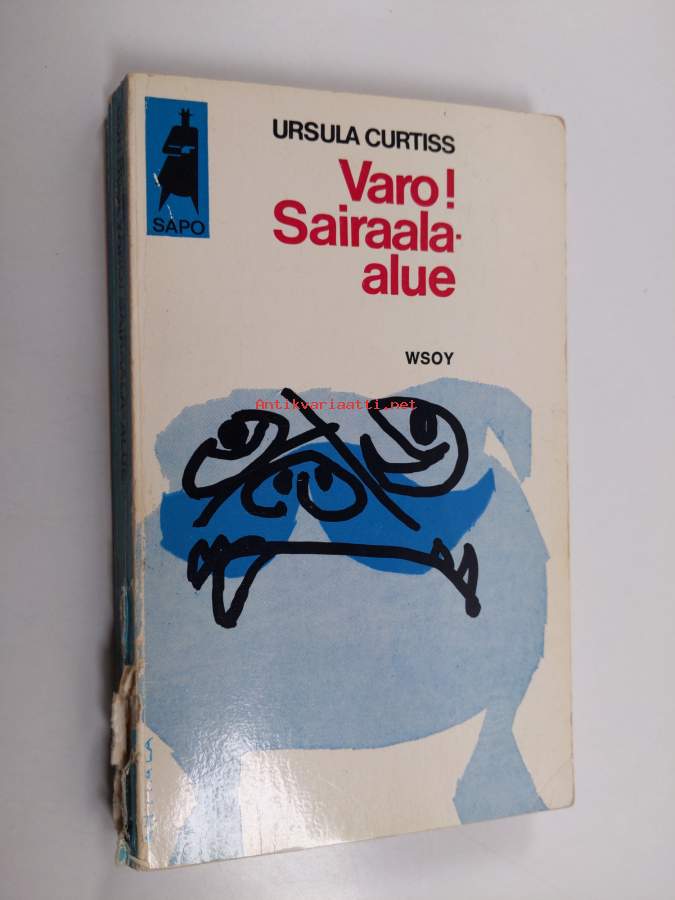 SAPO
URSULA CURTISS
Varo!
Sairaala-
alue
WSOY
Antikvariaatti.net